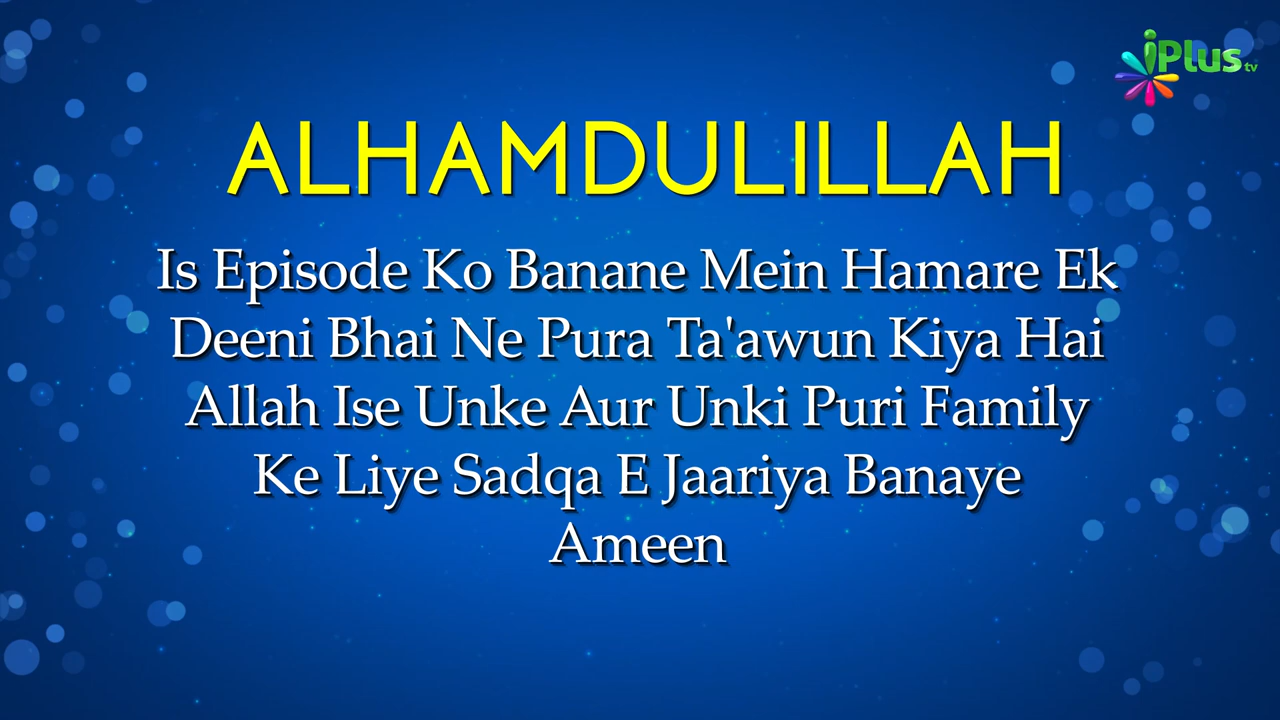 iPlus tv
ALHAMDULILLAH
Is Episode Ko Banane Mein Hamare Ek
Deeni Bhai Ne Pura Ta'awun Kiya Hai
Allah Ise Unke Aur Unki Puri Family
Ke Liye Sadqa E Jaariya Banaye
Ameen